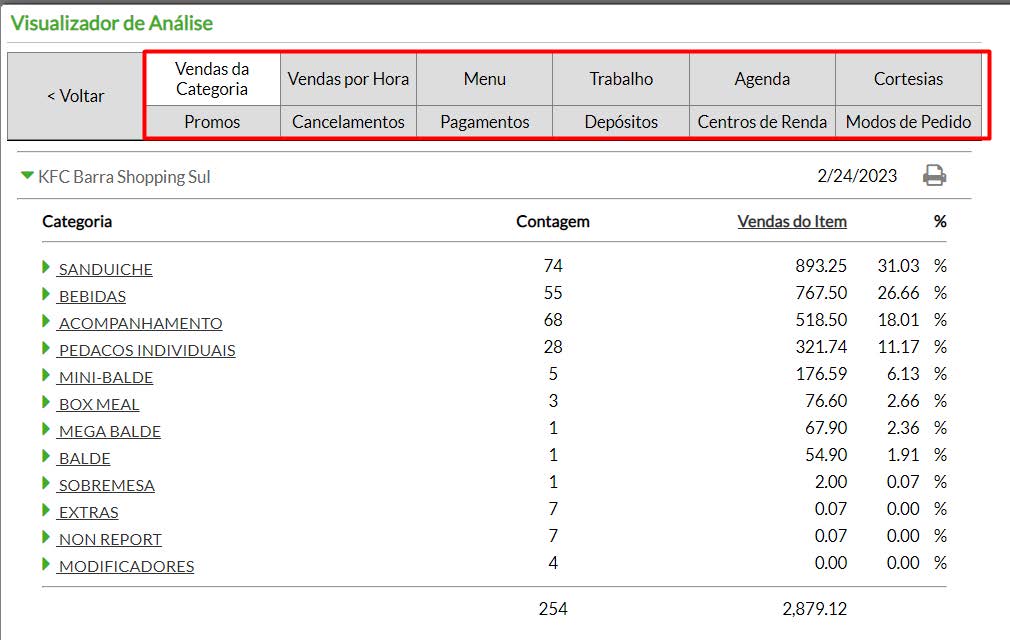 Visualizador de Análise
< Voltar
Vendas da
Categoria
Vendas por Hora
Menu
Trabalho
Agenda
Cortesias
Promos
Cancelamentos
Pagamentos
Depósitos
Centros de Renda
Modos de Pedido
KFC Barra Shopping Sul 2/24/2023
Categoria Contagem Vendas do Item %
SANDUICHE 74 893.25 31.03 %
BEBIDAS 55 767.50 26.66 %
ACOMPANHAMENTO 68 518.50 18.01 %
PEDACOS INDIVIDUAIS 28 321.74 11.17 %
MINI-BALDE 5 176.59 6.13 %
BOX MEAL 3 76.60 2.66 %
MEGA BALDE 1 67.90 2.36 %
BALDE 1 54.90 1.91 %
SOBREMESA 1 2.00 0.07 %
EXTRAS 7 0.07 0.00 %
NON REPORT 7 0.07 0.00 %
MODIFICADORES 4 0.00 0.00 %
254 2,879.12